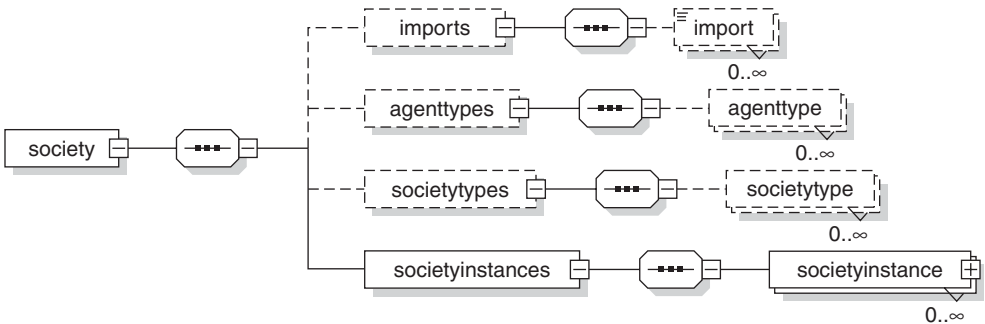 imports
import
0..∞
agenttypes
agenttype
0..∞
society
societytypes
societytype
0..∞
societyinstances
societyinstance
0..∞